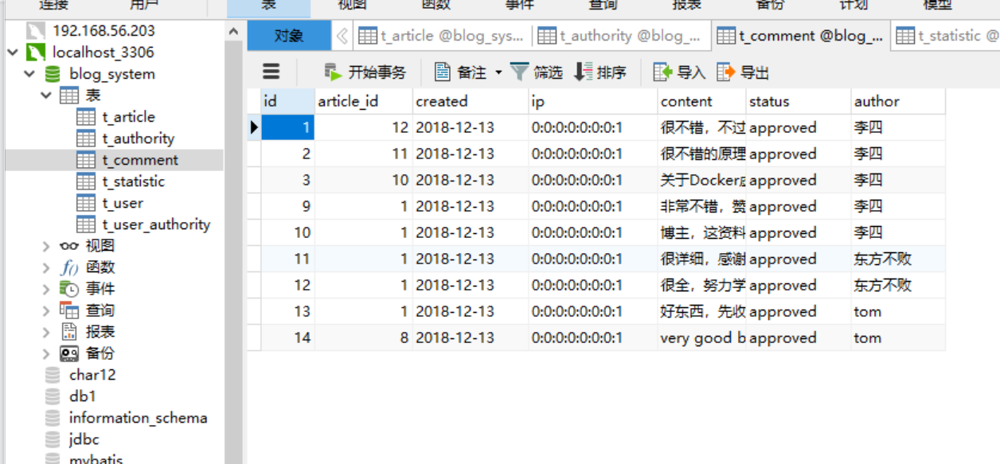 连接 用户 表 视图 函数 事件 查询 报表 备份 计划 模型
192.168.56.203
localhost_3306
blog_system
表
t_article
t_authority
t_comment
t_statistic
t_user
t_user_authority
视图
f() 函数
事件
查询
报表
备份
char12
db1
information_schema
jdbc
mybatis
对象 t_article @blog_sys... t_authority @blog_... t_comment @blog_... t_statistic @
开始事务 备注 筛选 排序 导入 导出
id article_id created ip content status author
1 12 2018-12-13 0:0:0:0:0:0:0:1 很不错，不过 approved 李四
2 11 2018-12-13 0:0:0:0:0:0:0:1 很不错的原理 approved 李四
3 10 2018-12-13 0:0:0:0:0:0:0:1 关于Docker approved 李四
9 1 2018-12-13 0:0:0:0:0:0:0:1 非常不错，赞 approved 李四
10 1 2018-12-13 0:0:0:0:0:0:0:1 博主，这资料 approved 李四
11 1 2018-12-13 0:0:0:0:0:0:0:1 很详细，感谢 approved 东方不败
12 1 2018-12-13 0:0:0:0:0:0:0:1 很全，努力学 approved 东方不败
13 1 2018-12-13 0:0:0:0:0:0:0:1 好东西，先收 approved tom
14 8 2018-12-13 0:0:0:0:0:0:0:1 very good b approved tom